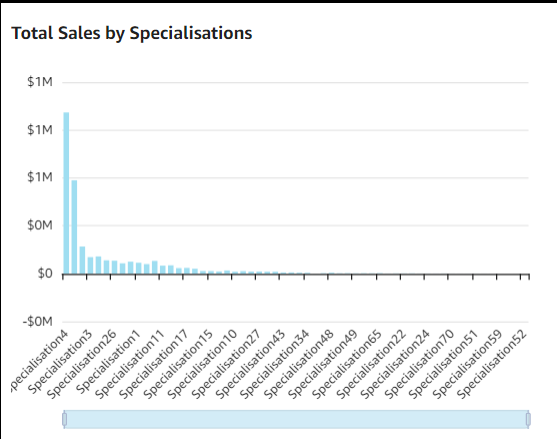 Total Sales by Specialisations
$1M
$1M
$1M
$0M
$0
-$0M
pecialisation4
Specialisation3
Specialisation26
Specialisation1
Specialisation11
Specialisation17
Specialisation15
Specialisation10
Specialisation27
Specialisation43
Specialisation34
Specialisation48
Specialisation49
Specialisation65
Specialisation22
Specialisation24
Specialisation70
Specialisation51
Specialisation59
Specialisation52